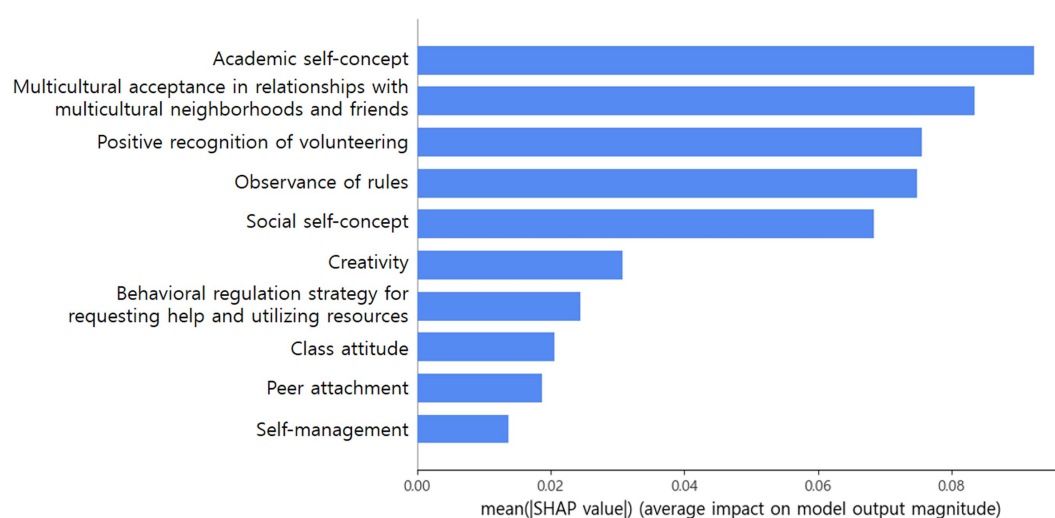 Academic self-concept
Multicultural acceptance in relationships with
multicultural neighborhoods and friends
Positive recognition of volunteering
Observance of rules
Social self-concept
Creativity
Behavioral regulation strategy for
requesting help and utilizing resources
Class attitude
Peer attachment
Self-management
0.00 0.02 0.04 0.06 0.08
mean(|SHAP value|) (average impact on model output magnitude)